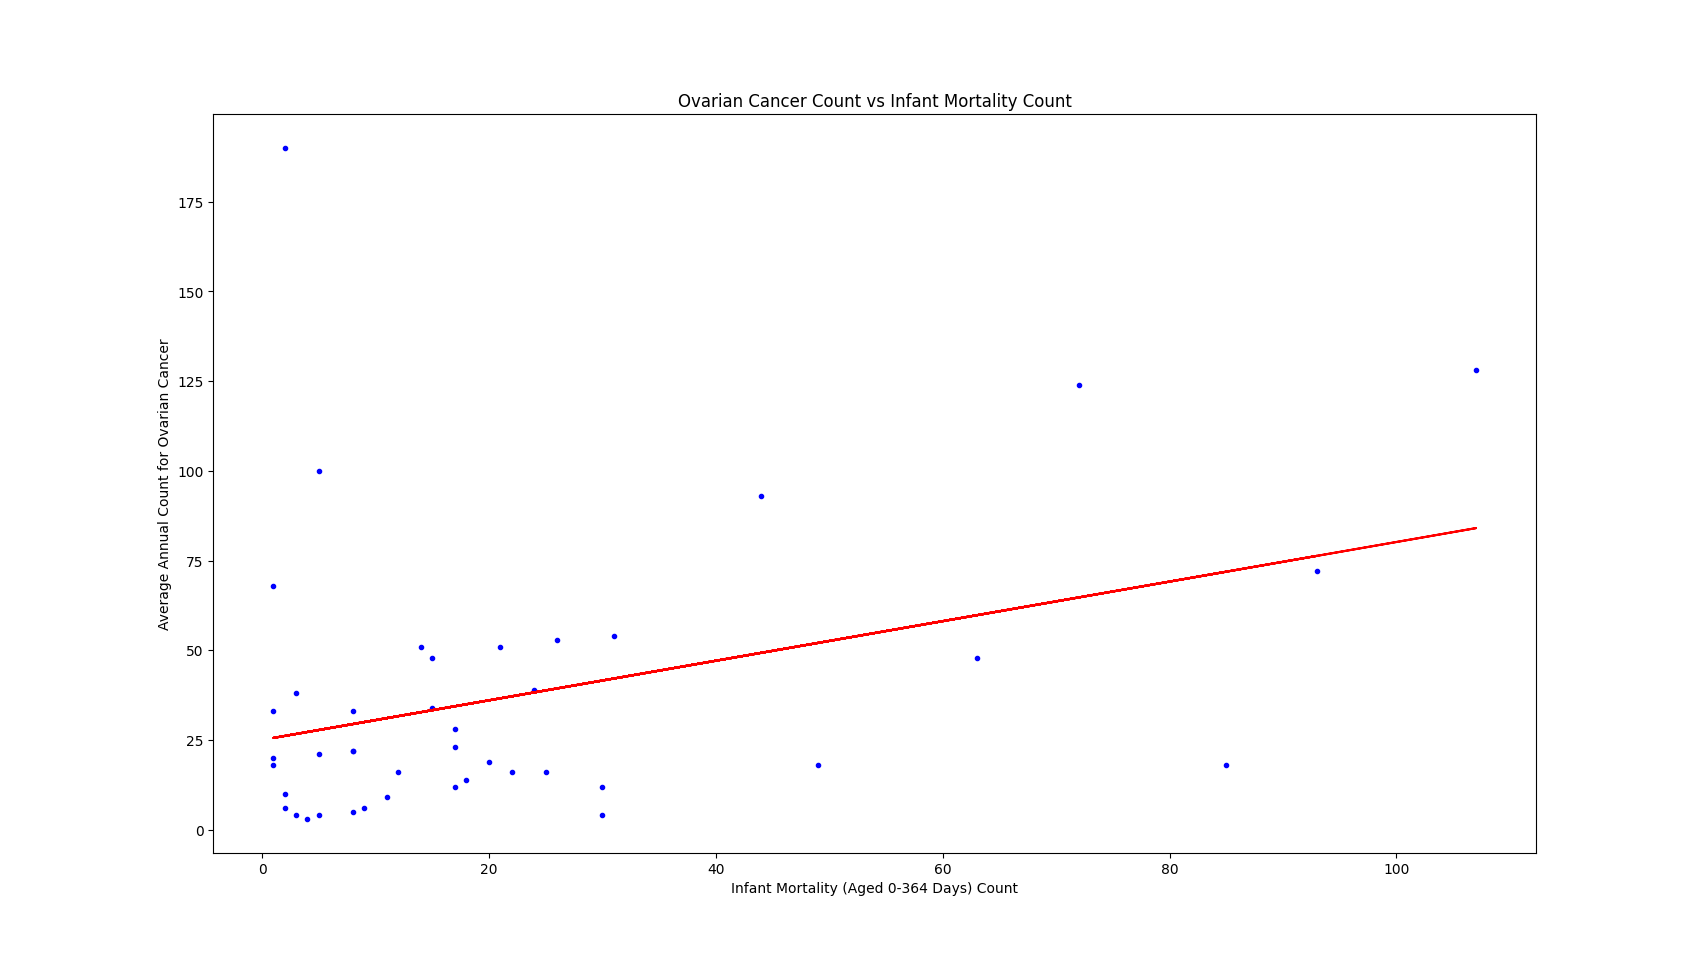 Ovarian Cancer Count vs Infant Mortality Count
175
150
125
100
75
50
25
0
Average Annual Count for Ovarian Cancer
0 20 40 60 80 100
Infant Mortality (Aged 0-364 Days) Count